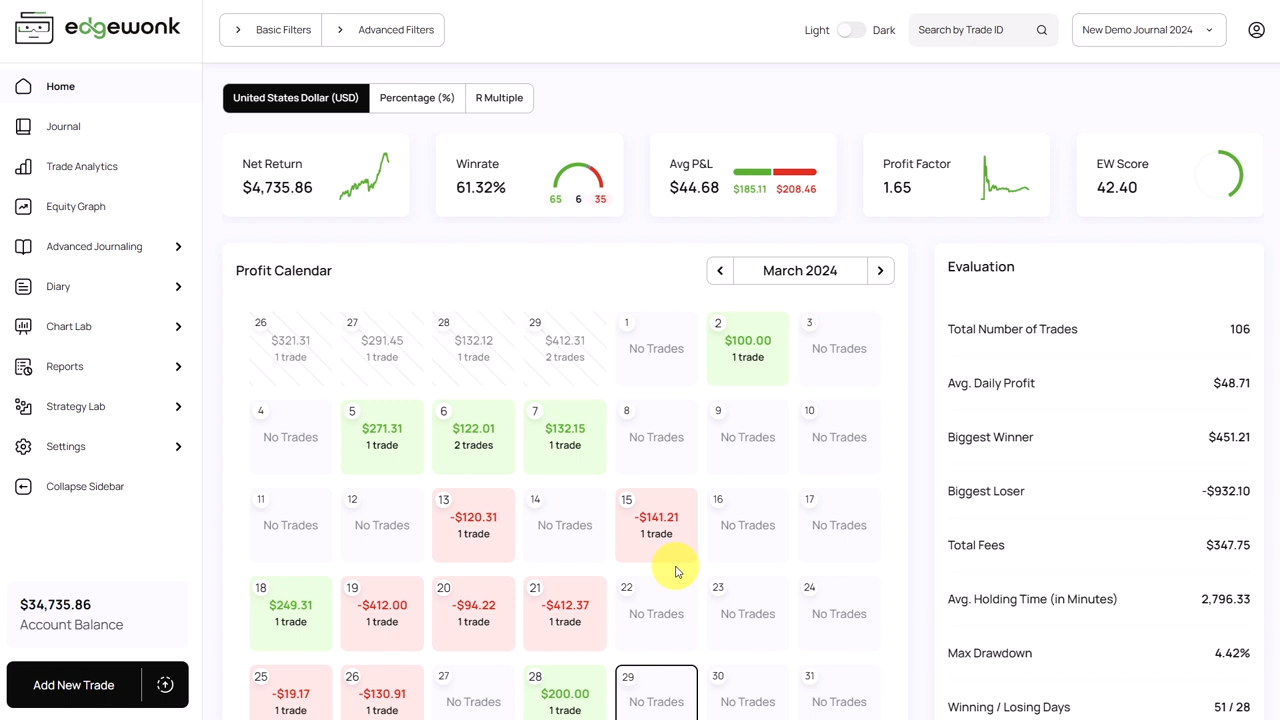 edgewonk
Basic Filters
Advanced Filters
Light
Dark
Search by Trade ID
New Demo Journal 2024
Home
Journal
Trade Analytics
Equity Graph
Advanced Journaling
Diary
Chart Lab
Reports
Strategy Lab
Settings
Collapse Sidebar
$34,735.86
Account Balance
Add New Trade
United States Dollar (USD)
Percentage (%)
R Multiple
Net Return
$4,735.86
Winrate
61.32%
65 6 35
Avg P&L
$44.68
$185.11 $208.46
Profit Factor
1.65
EW Score
42.40
Profit Calendar
March 2024
26
$321.31
1 trade
27
$291.45
1 trade
28
$132.12
1 trade
29
$412.31
2 trades
1
No Trades
2
$100.00
1 trade
3
No Trades
4
No Trades
5
$271.31
1 trade
6
$122.01
2 trades
7
$132.15
1 trade
8
No Trades
9
No Trades
10
No Trades
11
No Trades
12
No Trades
13
-$120.31
1 trade
14
No Trades
15
-$141.21
1 trade
16
No Trades
17
No Trades
18
$249.31
1 trade
19
-$412.00
1 trade
20
-$94.22
1 trade
21
-$412.37
1 trade
22
No Trades
23
No Trades
24
No Trades
25
-$19.17
1 trade
26
-$130.91
1 trade
27
No Trades
28
$200.00
1 trade
29
No Trades
30
No Trades
31
No Trades
Evaluation
Total Number of Trades 106
Avg. Daily Profit $48.71
Biggest Winner $451.21
Biggest Loser -$932.10
Total Fees $347.75
Avg. Holding Time (in Minutes) 2,796.33
Max Drawdown 4.42%
Winning / Losing Days 51 / 28